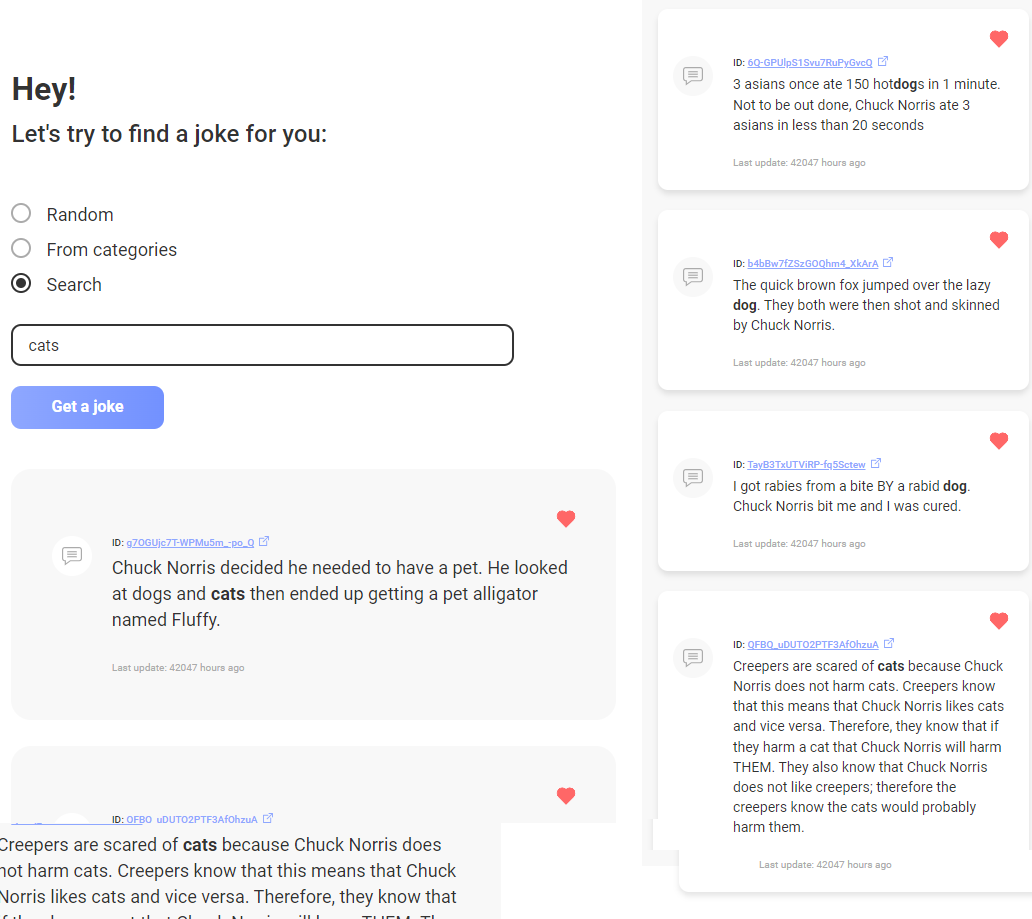 Hey!
Let's try to find a joke for you:
Random
From categories
Search
cats
Get a joke
ID: g7OGUjc7T-WPMu5m_-po_Q
Chuck Norris decided he needed to have a pet. He looked
at dogs and cats then ended up getting a pet alligator
named Fluffy.
Last update: 42047 hours ago
ID: QFBQ_uDUTO2PTF3AfOhzuA
Creepers are scared of cats because Chuck Norris does
not harm cats. Creepers know that this means that Chuck
Norris likes cats and vice versa. Therefore, they know that
ID: 6Q-GPUlpS1Svu7RuPyGvcQ
3 asians once ate 150 hotdogs in 1 minute.
Not to be out done, Chuck Norris ate 3
asians in less than 20 seconds
Last update: 42047 hours ago
ID: b4bBw7fZSzGOQhm4_XkArA
The quick brown fox jumped over the lazy
dog. They both were then shot and skinned
by Chuck Norris.
Last update: 42047 hours ago
ID: TayB3TxUTViRP-fq5Sctew
I got rabies from a bite BY a rabid dog.
Chuck Norris bit me and I was cured.
Last update: 42047 hours ago
ID: QFBQ_uDUTO2PTF3AfOhzuA
Creepers are scared of cats because Chuck
Norris does not harm cats. Creepers know
that this means that Chuck Norris likes cats
and vice versa. Therefore, they know that if
they harm a cat that Chuck Norris will harm
THEM. They also know that Chuck Norris
does not like creepers; therefore the
creepers know the cats would probably
harm them.
Last update: 42047 hours ago